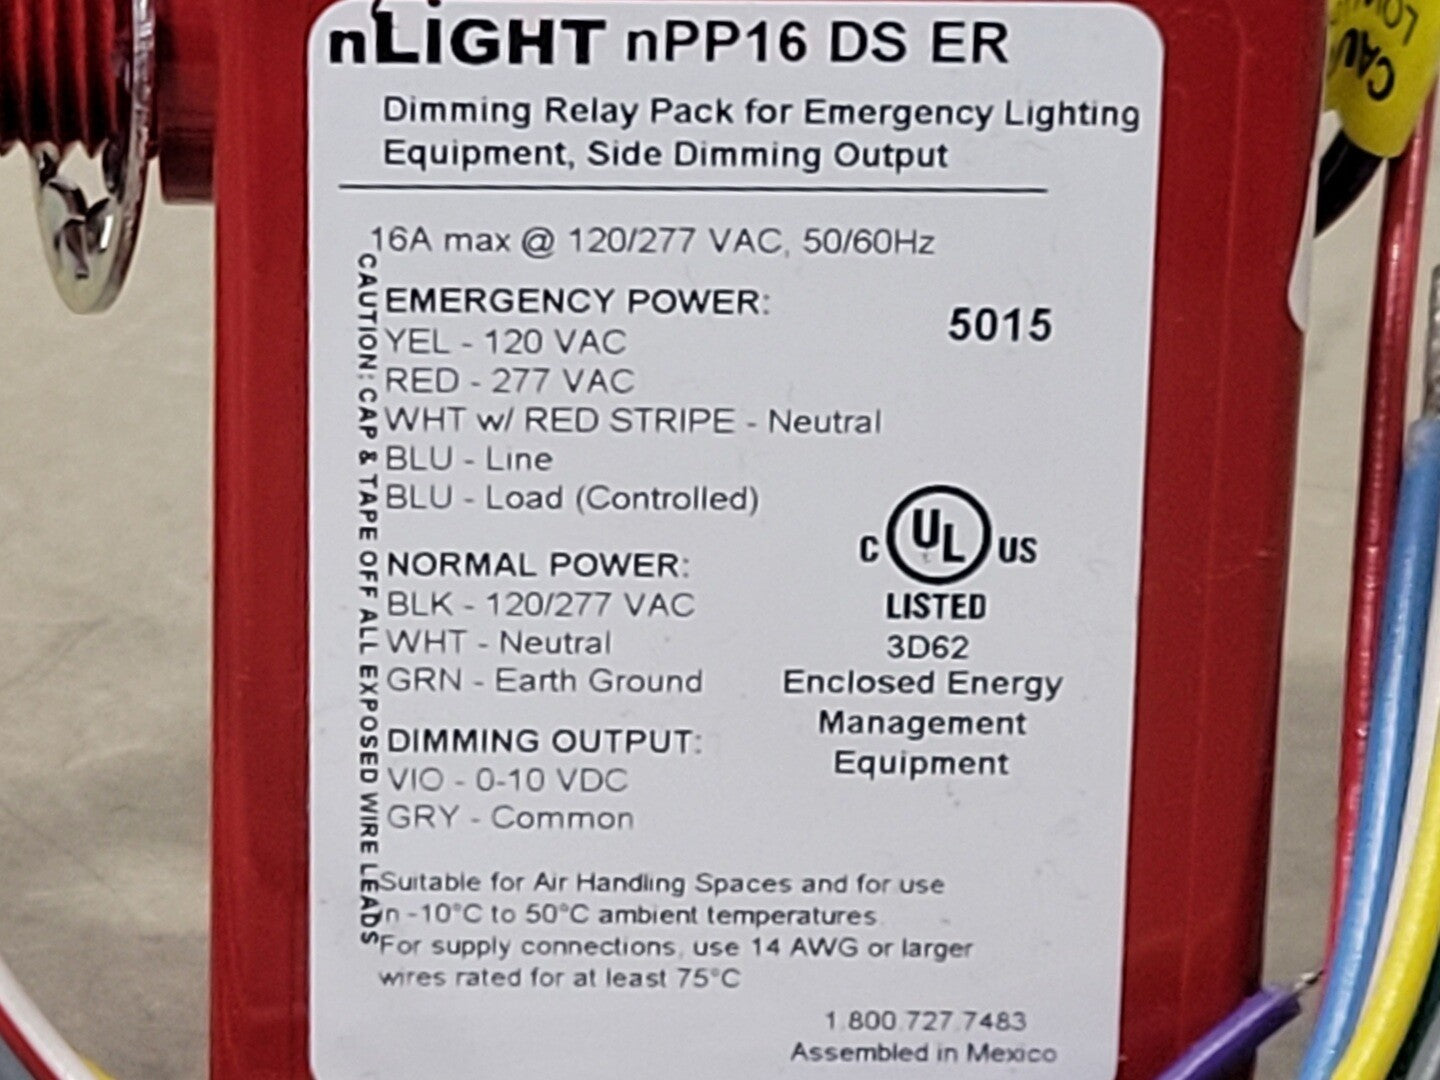 nLiGHT nPP16 DS ER
Dimming Relay Pack for Emergency Lighting
Equipment, Side Dimming Output
16A max @ 120/277 VAC, 50/60Hz
CAUTION: CAP & TAPE OFF ALL EXPOSED WIRE LEADS
EMERGENCY POWER:
YEL - 120 VAC
RED - 277 VAC
WHT w/ RED STRIPE - Neutral
BLU - Line
BLU - Load (Controlled)
5015
NORMAL POWER:
BLK - 120/277 VAC
WHT - Neutral
GRN - Earth Ground
DIMMING OUTPUT:
VIO - 0-10 VDC
GRY - Common
C UL US
LISTED
3D62
Enclosed Energy
Management
Equipment
Suitable for Air Handling Spaces and for use
in -10°C to 50°C ambient temperatures
For supply connections, use 14 AWG or larger
wires rated for at least 75°C
1.800.727.7483
Assembled in Mexico